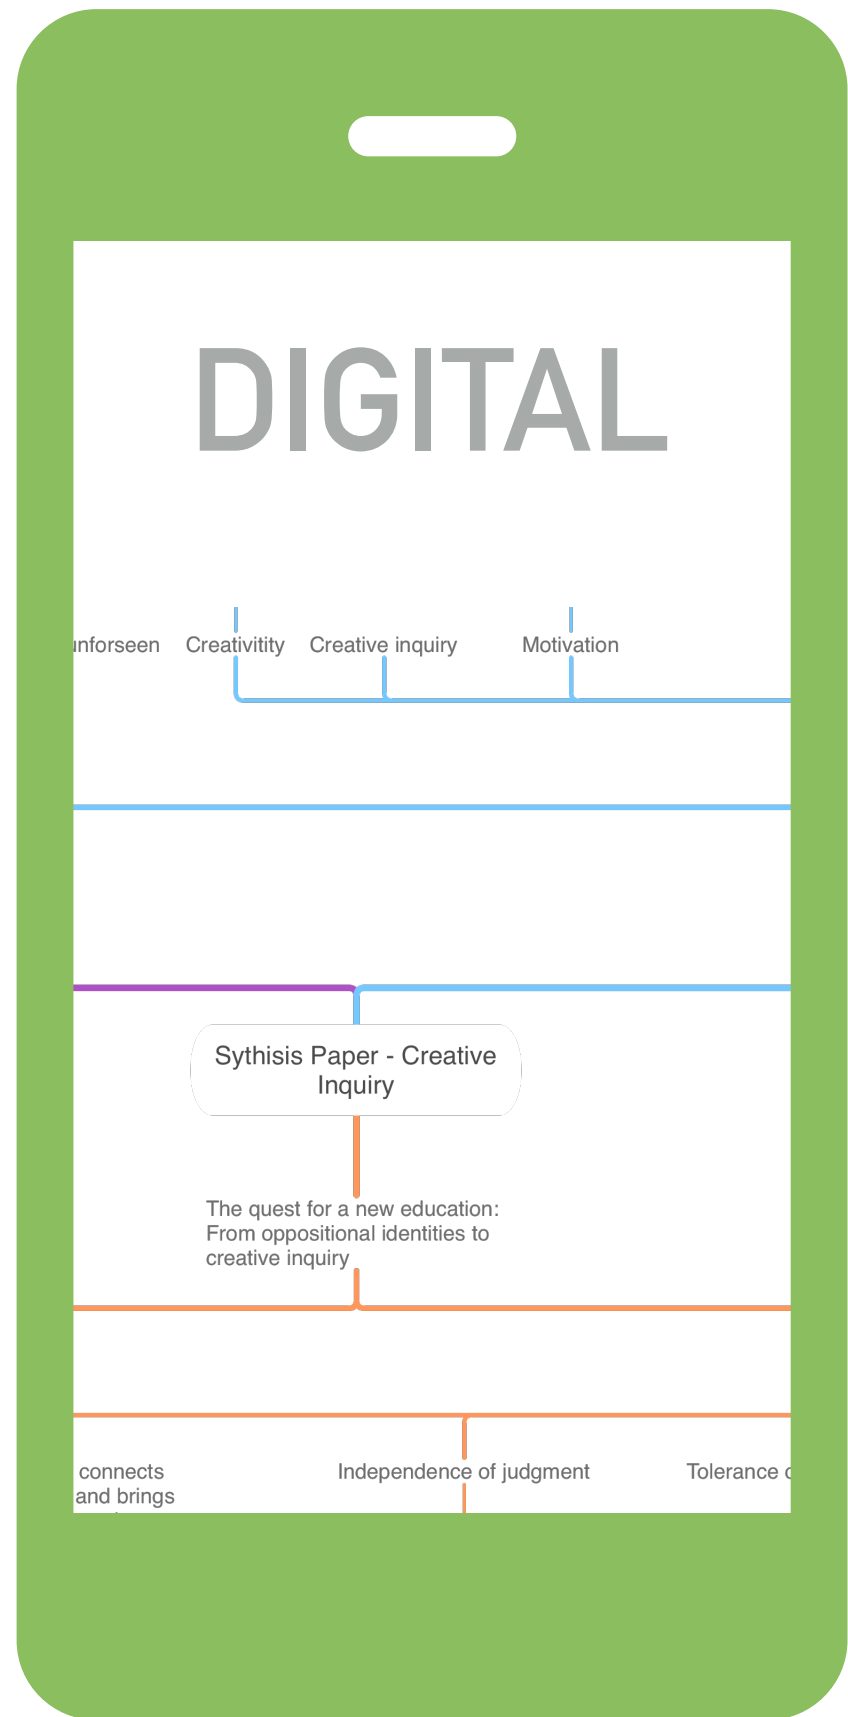 DIGITAL
Creativitity Creative inquiry Motivation
Sythisis Paper - Creative
Inquiry
The quest for a new education:
From oppositional identities to
creative inquiry
connects Independence of judgment Tolerance
and brings